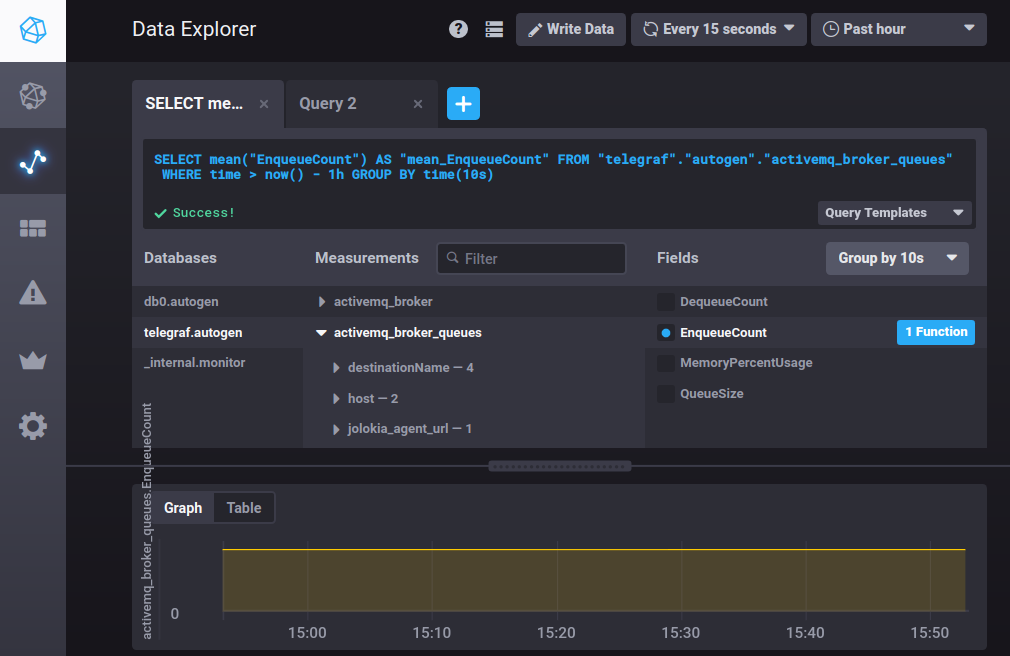 Data Explorer
?
Write Data
Every 15 seconds
Past hour
SELECT me...
Query 2
SELECT mean("EnqueueCount") AS "mean_EnqueueCount" FROM "telegraf"."autogen"."activemq_broker_queues"
WHERE time > now() - 1h GROUP BY time(10s)
Success!
Query Templates
Databases
Measurements
Filter
Fields
Group by 10s
db0.autogen
activemq_broker
DequeueCount
telegraf.autogen
activemq_broker_queues
EnqueueCount
1 Function
_internal.monitor
destinationName — 4
MemoryPercentUsage
host — 2
QueueSize
jolokia_agent_url — 1
Graph
Table
activemq_broker_queues.EnqueueCount
0
15:00
15:10
15:20
15:30
15:40
15:50